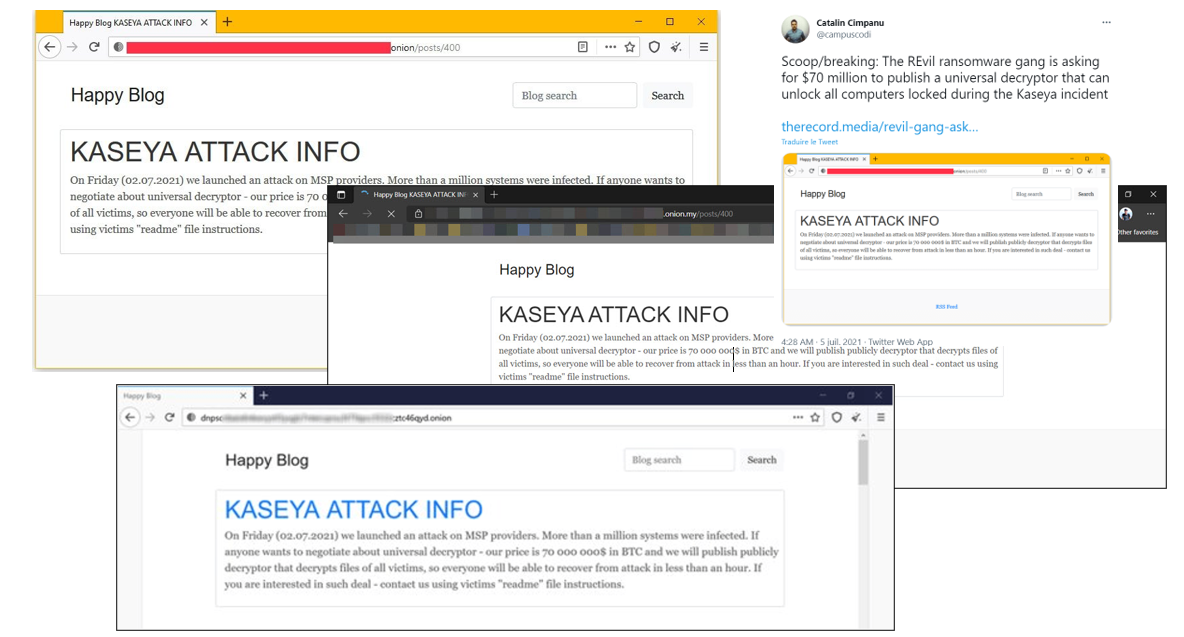 Happy Blog KASEYA ATTACK INFO
onion/posts/400
Happy Blog
Blog search
Search
KASEYA ATTACK INFO
On Friday (02.07.2021) we launched an attack on MSP providers. More than a million systems were infected. If anyone wants to
negotiate about universal decryptor - our price is 70
of all victims, so everyone will be able to recover from
using victims "readme" file instructions.
Catalin Cimpanu
@campuscodi
Scoop/breaking: The REvil ransomware gang is asking
for $70 million to publish a universal decryptor that can
unlock all computers locked during the Kaseya incident
therecord.media/revil-gang-ask...
Traduire le Tweet
Happy Blog KASEYA ATTACK INFO
onion/posts/400
Happy Blog
Blog search
Search
KASEYA ATTACK INFO
On Friday (02.07.2021) we launched an attack on MSP providers. More than a million systems were infected. If anyone wants to
negotiate about universal decryptor - our price is 70 000 000$ in BTC and we will publish publicly decryptor that decrypts files
of all victims, so everyone will be able to recover from attack in less than an hour. If you are interested in such deal - contact us
using victims "readme" file instructions.
RSS Feed
4:28 AM · 5 juil. 2021 · Twitter Web App
Happy Blog KASEYA ATTACK IN
.onion.my/posts/400
Other favorites
Happy Blog
KASEYA ATTACK INFO
On Friday (02.07.2021) we launched an attack on MSP providers. More
negotiate about universal decryptor - our price is 70 000 000$ in BTC and we will publish publicly decryptor that decrypts files of
all victims, so everyone will be able to recover from attack in less than an hour. If you are interested in such deal - contact us using
victims "readme" file instructions.
Happy Blog
dnpsc
ztc46qyd.onion
Happy Blog
Blog search
Search
KASEYA ATTACK INFO
On Friday (02.07.2021) we launched an attack on MSP providers. More than a million systems were infected. If
anyone wants to negotiate about universal decryptor - our price is 70 000 000$ in BTC and we will publish publicly
decryptor that decrypts files of all victims, so everyone will be able to recover from attack in less than an hour. If
you are interested in such deal - contact us using victims "readme" file instructions.